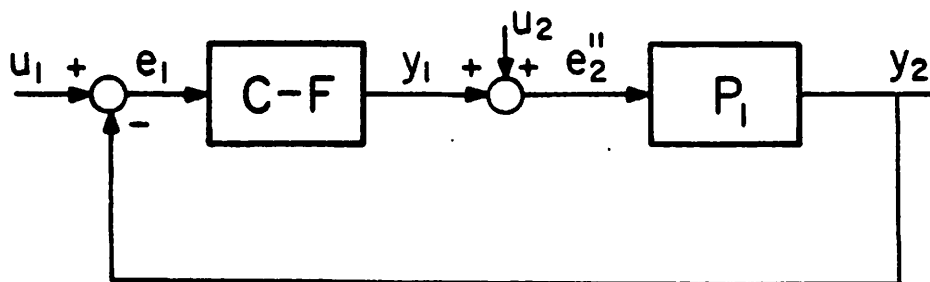 u₁ + e₁ C-F y₁ + u₂ + e₂'' P₁ y₂
-